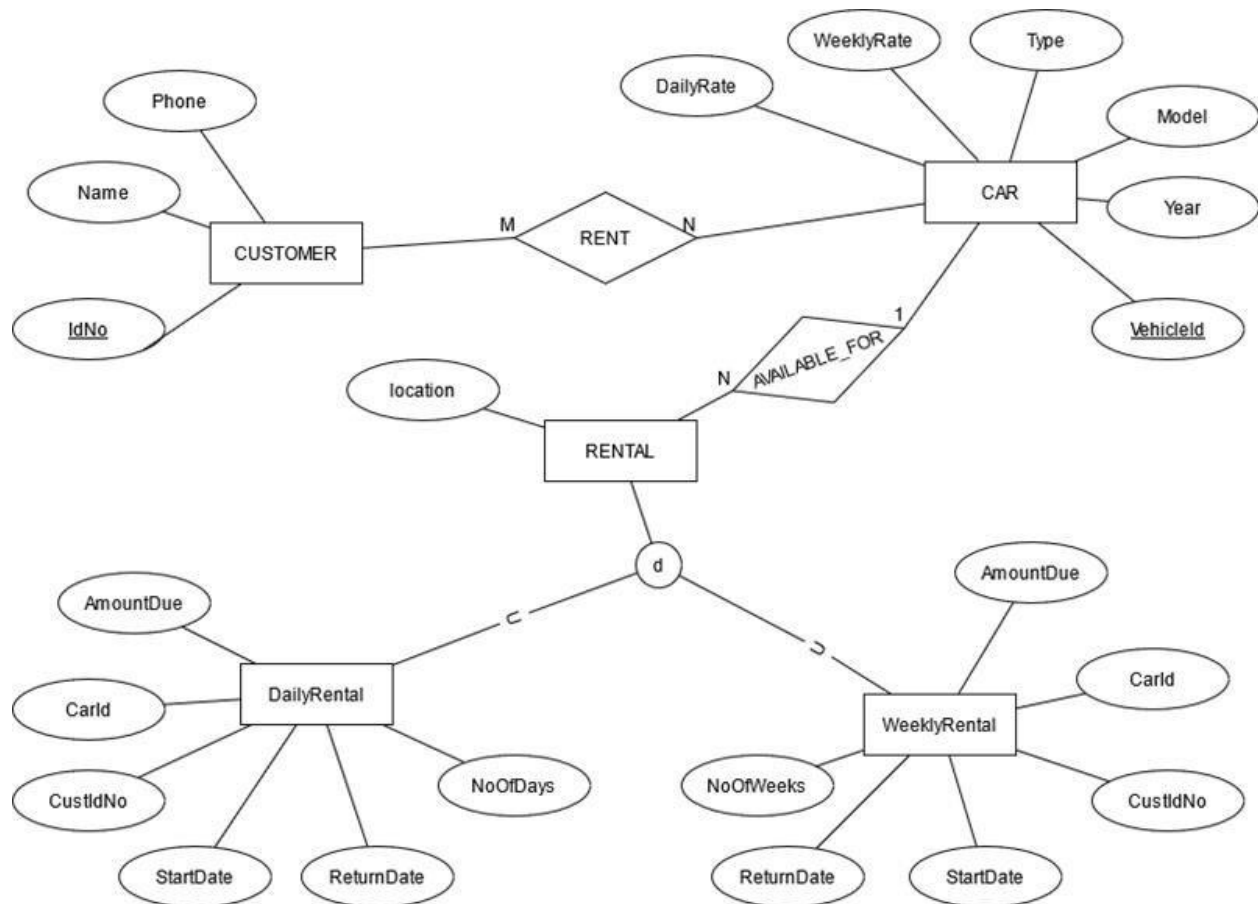 WeeklyRate
Type
DailyRate
Phone
Model
Name
CAR
Year
M
RENT
N
CUSTOMER
IdNo
VehicleId
1
AVAILABLE_FOR
N
location
RENTAL
d
AmountDue
AmountDue
U
U
DailyRental
CarId
CarId
WeeklyRental
NoOfDays
NoOfWeeks
CustIdNo
CustIdNo
StartDate
ReturnDate
ReturnDate
StartDate